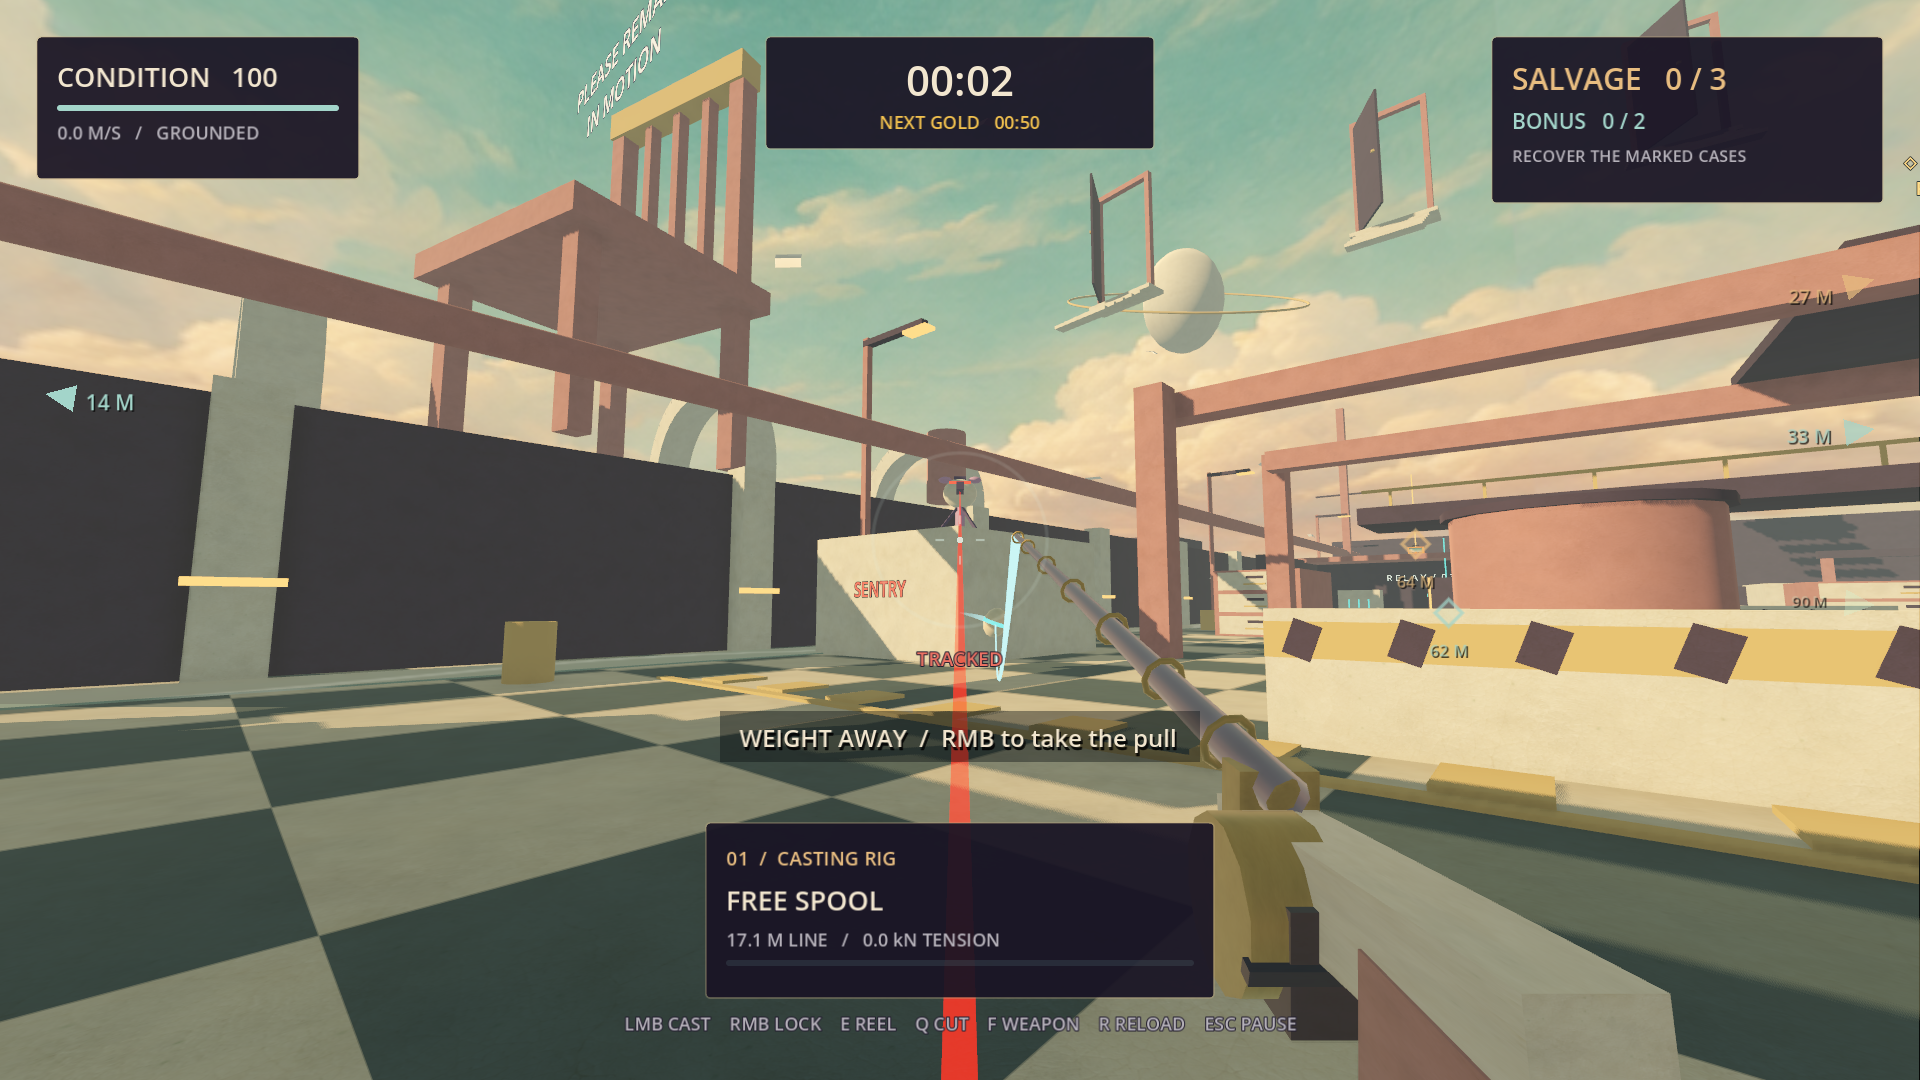 PLEASE REMA
IN MOTION
CONDITION 100
0.0 M/S / GROUNDED
00:02
NEXT GOLD 00:50
SALVAGE 0 / 3
BONUS 0 / 2
RECOVER THE MARKED CASES
27 M
14 M
33 M
64 M
90 M
62 M
SENTRY
TRACKED
WEIGHT AWAY / RMB to take the pull
01 / CASTING RIG
FREE SPOOL
17.1 M LINE / 0.0 kN TENSION
LMB CAST RMB LOCK E REEL Q CUT F WEAPON R RELOAD ESC PAUSE